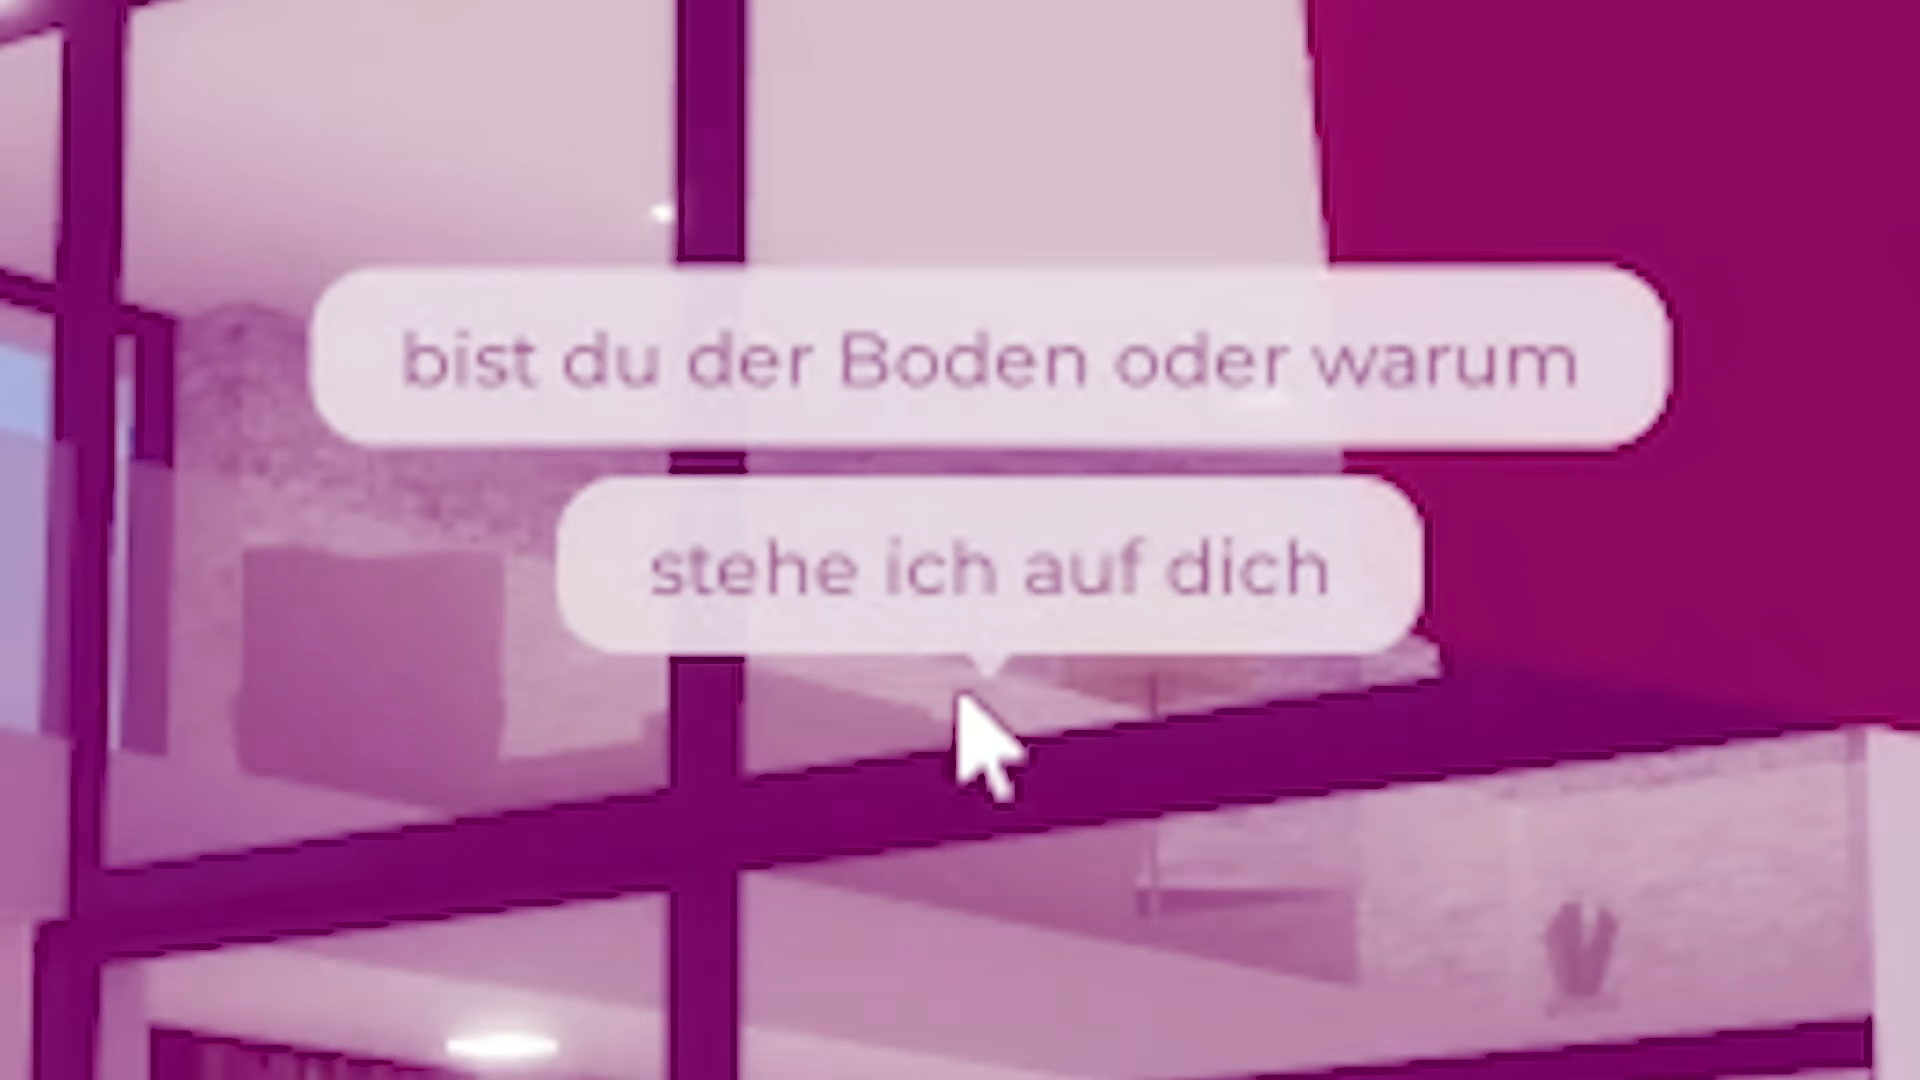 bist du der Boden oder warum
stehe ich auf dich